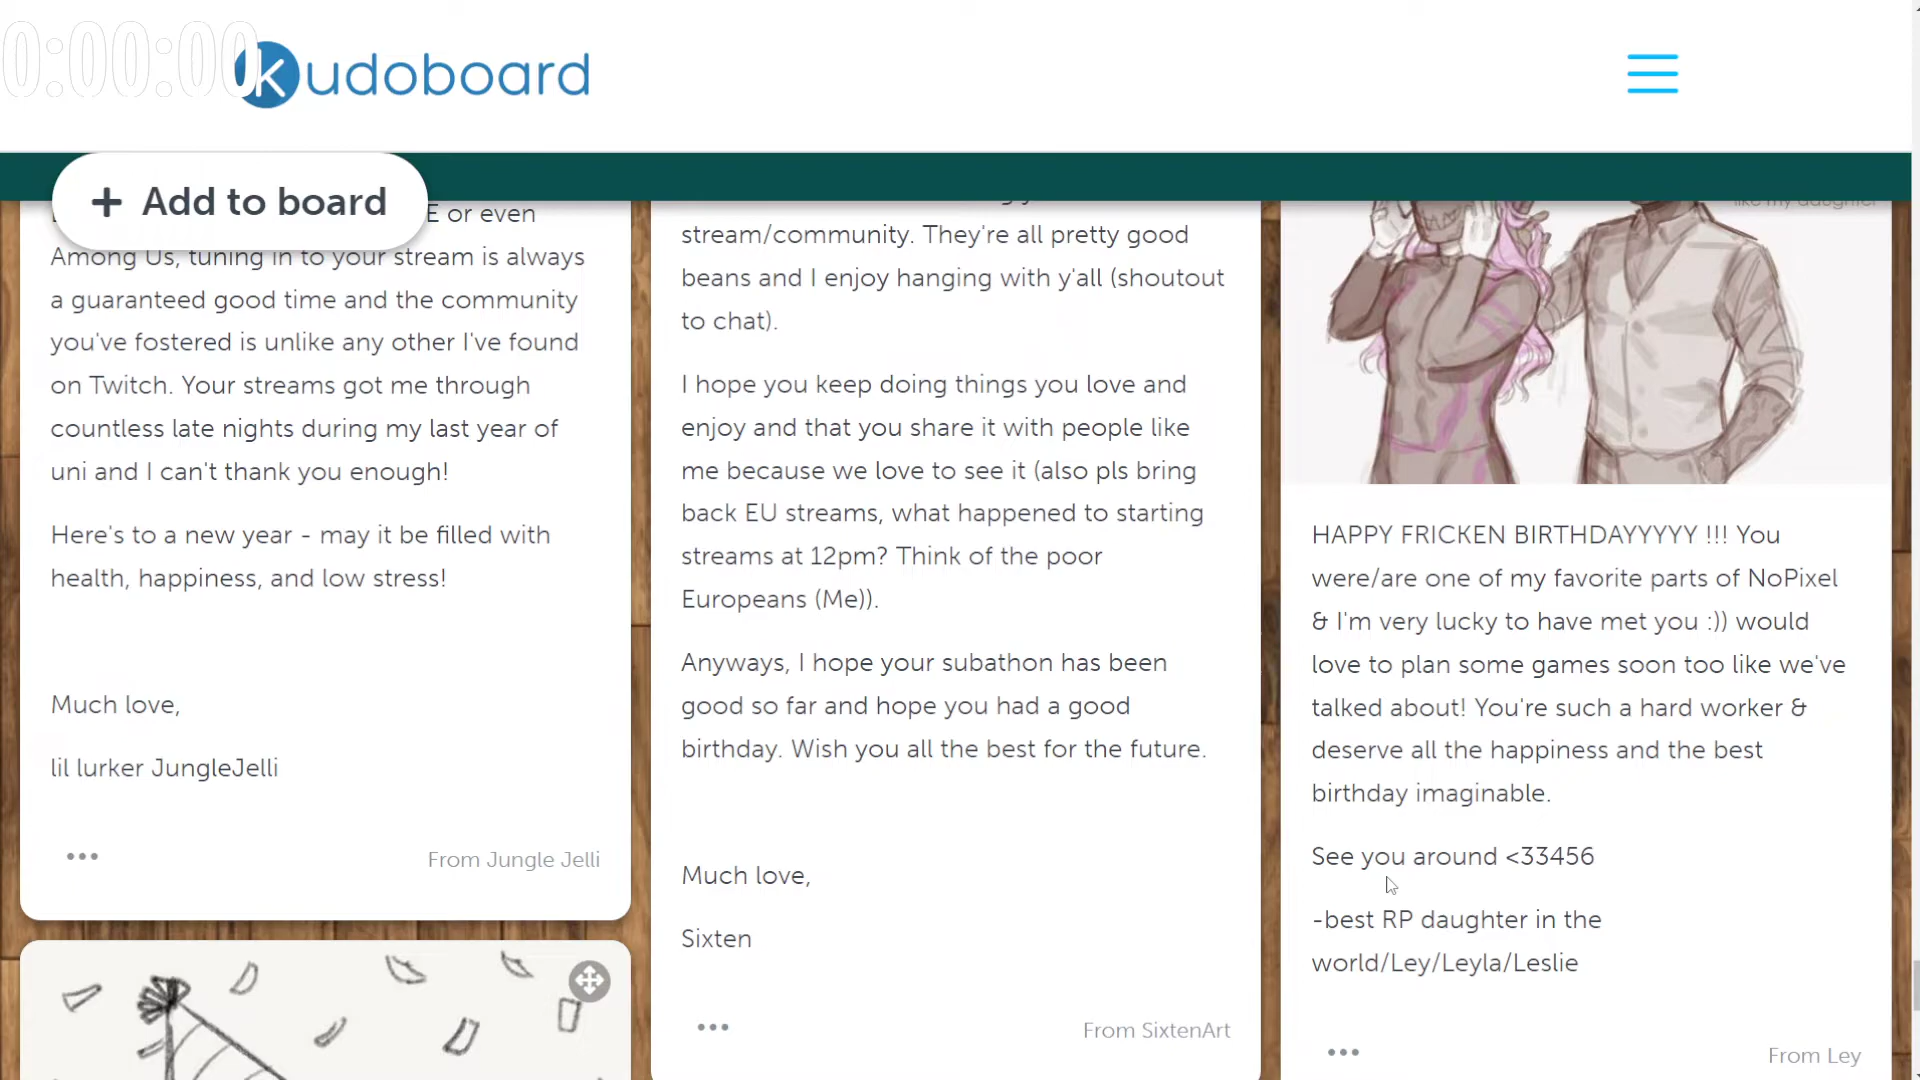 0:00:00
kudoboard
+ Add to board
E or even
Among Us, tuning in to your stream is always
a guaranteed good time and the community
you've fostered is unlike any other I've found
on Twitch. Your streams got me through
countless late nights during my last year of
uni and I can't thank you enough!
Here's to a new year - may it be filled with
health, happiness, and low stress!
Much love,
lil lurker JungleJelli
From Jungle Jelli
stream/community. They're all pretty good
beans and I enjoy hanging with y'all (shoutout
to chat).
I hope you keep doing things you love and
enjoy and that you share it with people like
me because we love to see it (also pls bring
back EU streams, what happened to starting
streams at 12pm? Think of the poor
Europeans (Me)).
Anyways, I hope your subathon has been
good so far and hope you had a good
birthday. Wish you all the best for the future.
Much love,
Sixten
From SixtenArt
like my daughter
HAPPY FRICKEN BIRTHDAYYYYY !!! You
were/are one of my favorite parts of NoPixel
& I'm very lucky to have met you :)) would
love to plan some games soon too like we've
talked about! You're such a hard worker &
deserve all the happiness and the best
birthday imaginable.
See you around <33456
-best RP daughter in the
world/Ley/Leyla/Leslie
From Ley